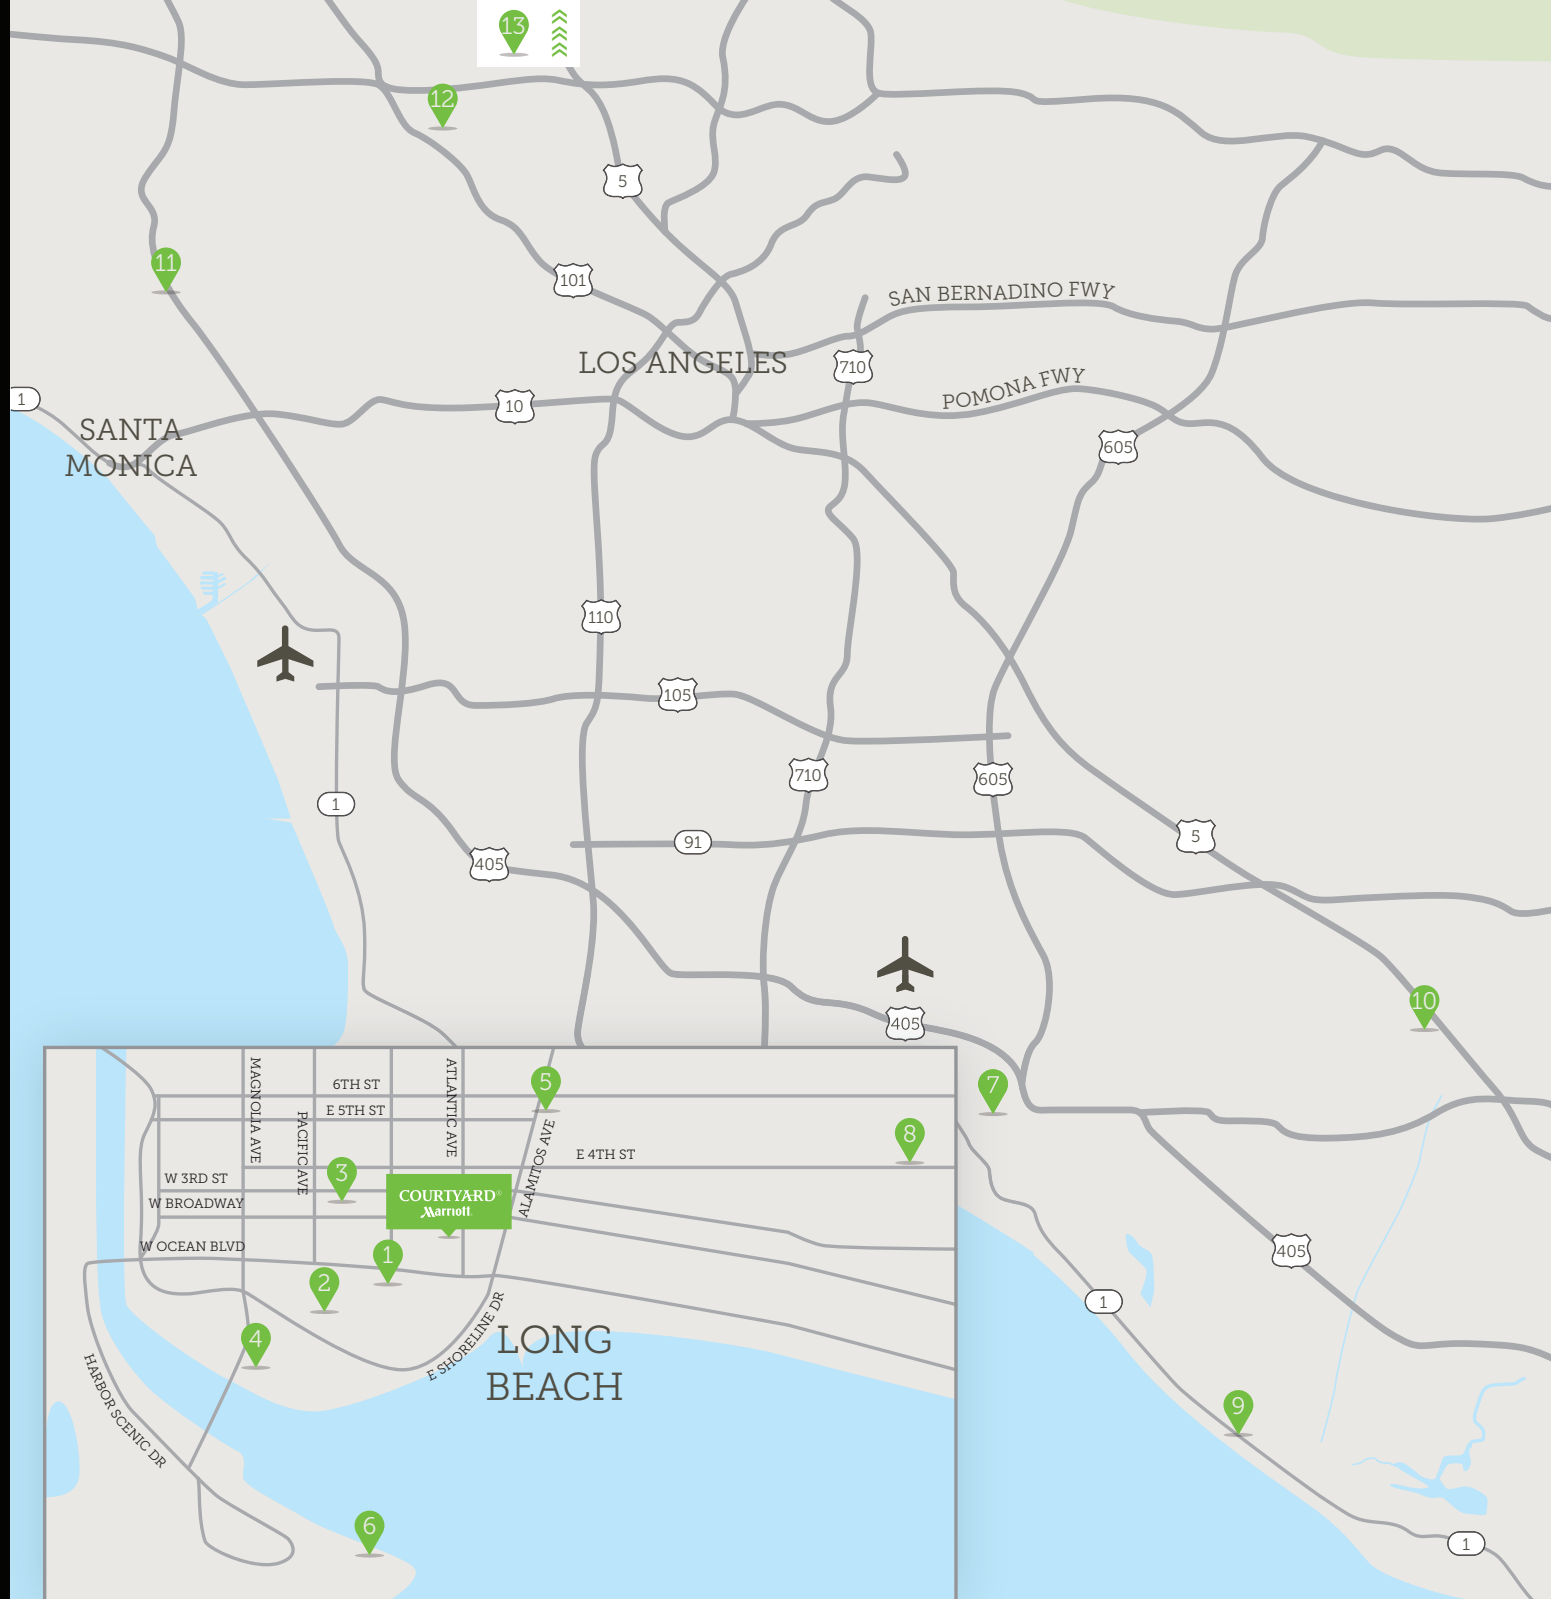 13
12
5
11
101
SAN BERNADINO FWY
LOS ANGELES
710
POMONA FWY
1
10
SANTA
MONICA
605
110
105
710
605
1
91
5
405
10
405
7
MAGNOLIA AVE
PACIFIC AVE
ATLANTIC AVE
6TH ST
5
E 5TH ST
ALAMITOS AVE
8
E 4TH ST
3
W 3RD ST
COURTYARD®
Marriott
W BROADWAY
W OCEAN BLVD
1
2
4
E SHORELINE DR
LONG
BEACH
HARBOR SCENIC DR
6
405
1
9
1